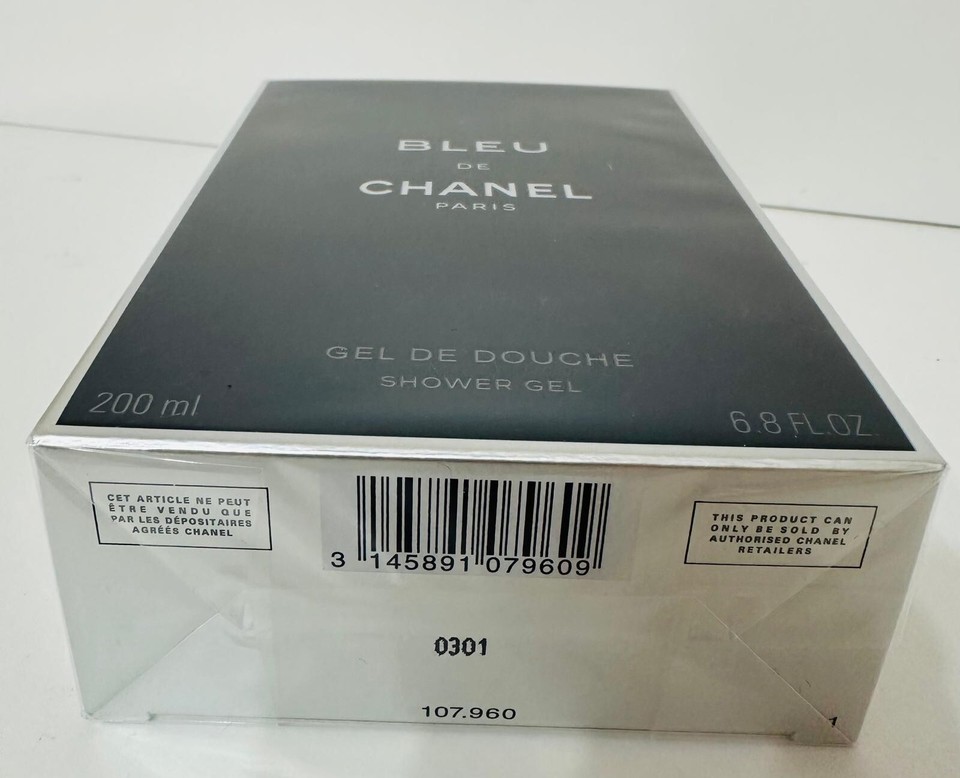 BLEU
DE
CHANEL
PARIS
GEL DE DOUCHE
SHOWER GEL
200 ml
6.8 FL.OZ.
CET ARTICLE NE PEUT
ÊTRE VENDU QUE
PAR LES DÉPOSITAIRES
AGRÉÉS CHANEL
3 145891 079609
THIS PRODUCT CAN
ONLY BE SOLD BY
AUTHORISED CHANEL
RETAILERS
0301
107.960
1